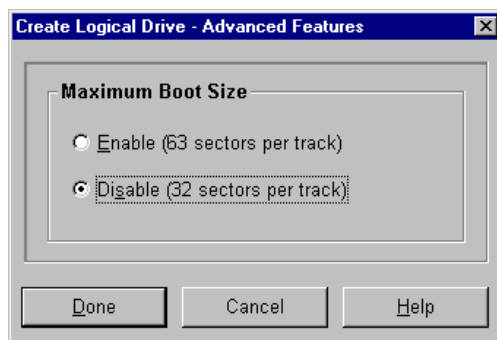 Create Logical Drive - Advanced Features
Maximum Boot Size
Enable (63 sectors per track)
Disable (32 sectors per track)
Done Cancel Help